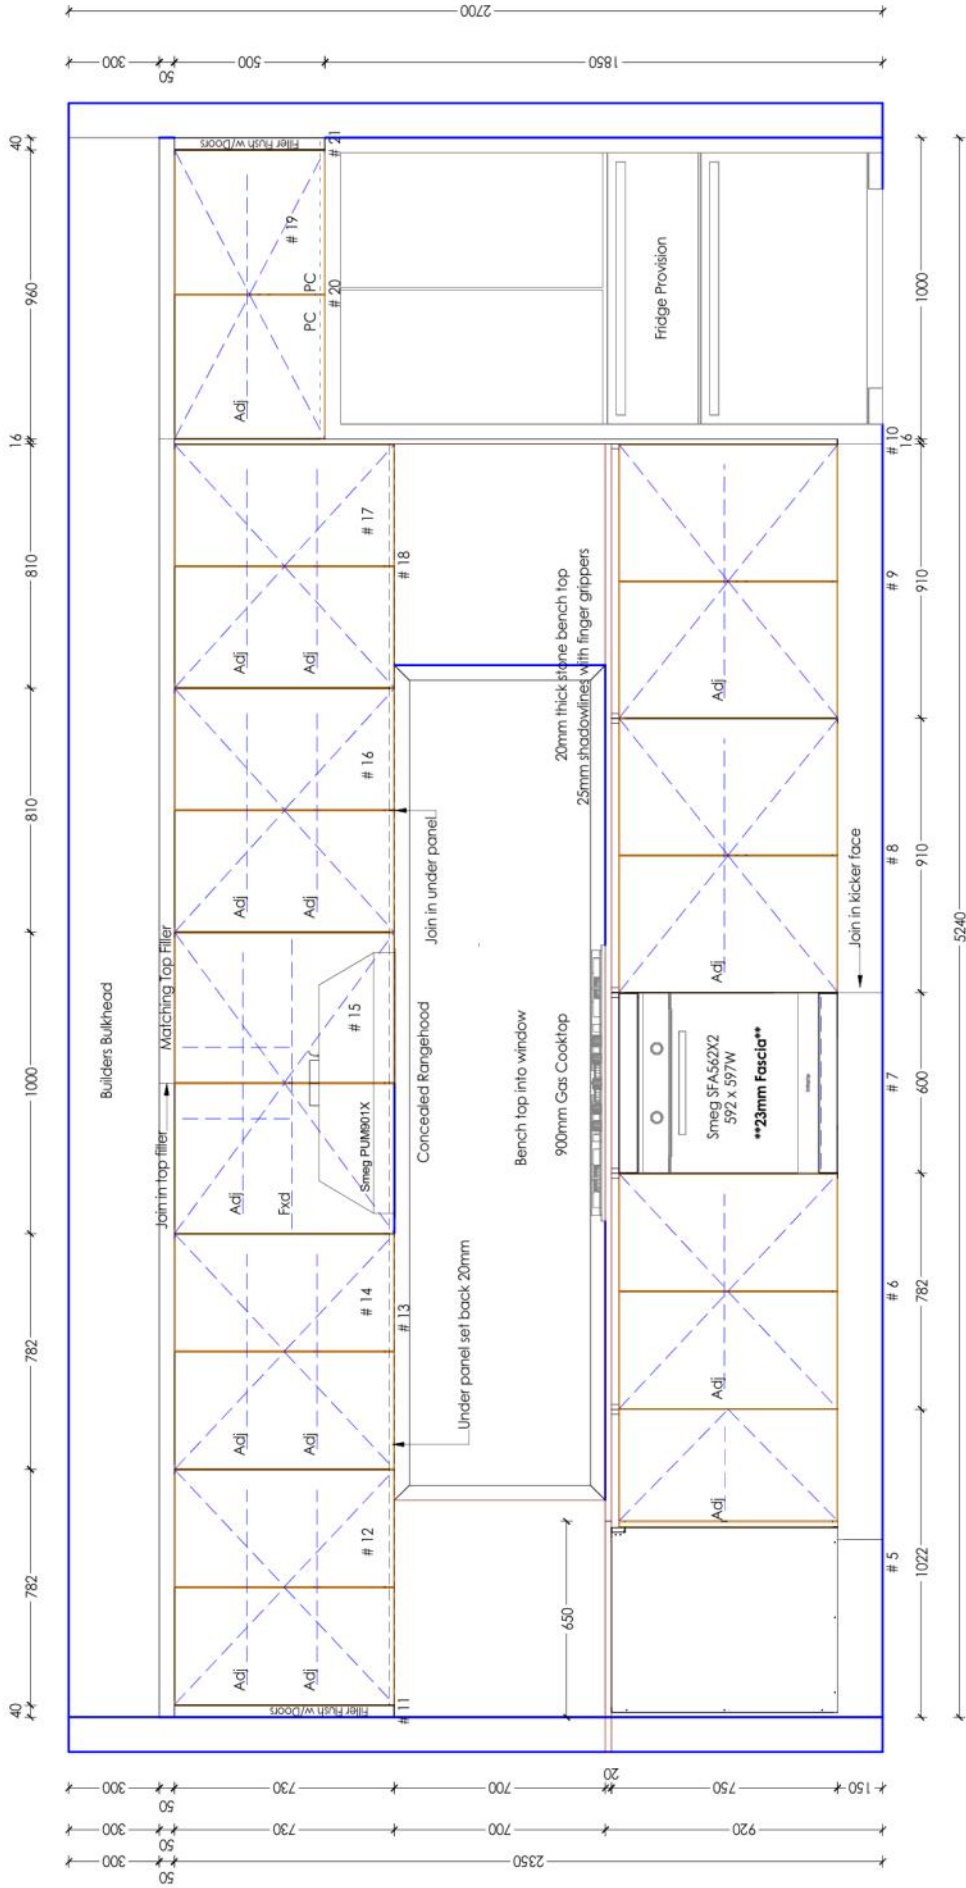 40
782
782
1000
810
810
16
960
40
300
50
730
700
20
750
150
300
50
730
700
920
300
50
2350
300
50
500
1850
2700
Builders Bulkhead
Join in top filler
Matching Top Filler
Filler Flush w/Doors
Filler Flush w/Doors
Adj
Adj
Adj
Adj
Adj
Fxd
Adj
Adj
Adj
Adj
Adj
# 11
# 12
# 13
# 14
# 15
# 16
# 17
# 18
# 19
# 20
# 21
PC
PC
Smeg PUM901X
Concealed Rangehood
Under panel set back 20mm
Join in under panel
Bench top into window
900mm Gas Cooktop
20mm thick stone bench top
25mm shadowlines with finger grippers
650
Fridge Provision
Adj
Adj
Adj
Adj
Smeg SFA562X2
592 x 597W
**23mm Fascia**
Join in kicker face
# 5
# 6
# 7
# 8
# 9
# 10
1022
782
600
910
910
16
1000
5240